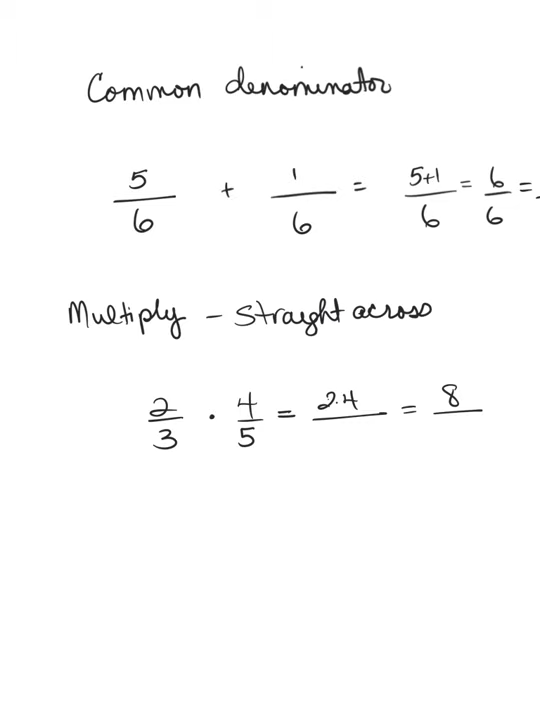 Common denominator
5/6 + 1/6 = 5+1/6 = 6/6 =
Multiply - Straight across
2/3 · 4/5 = 2·4/ = 8/